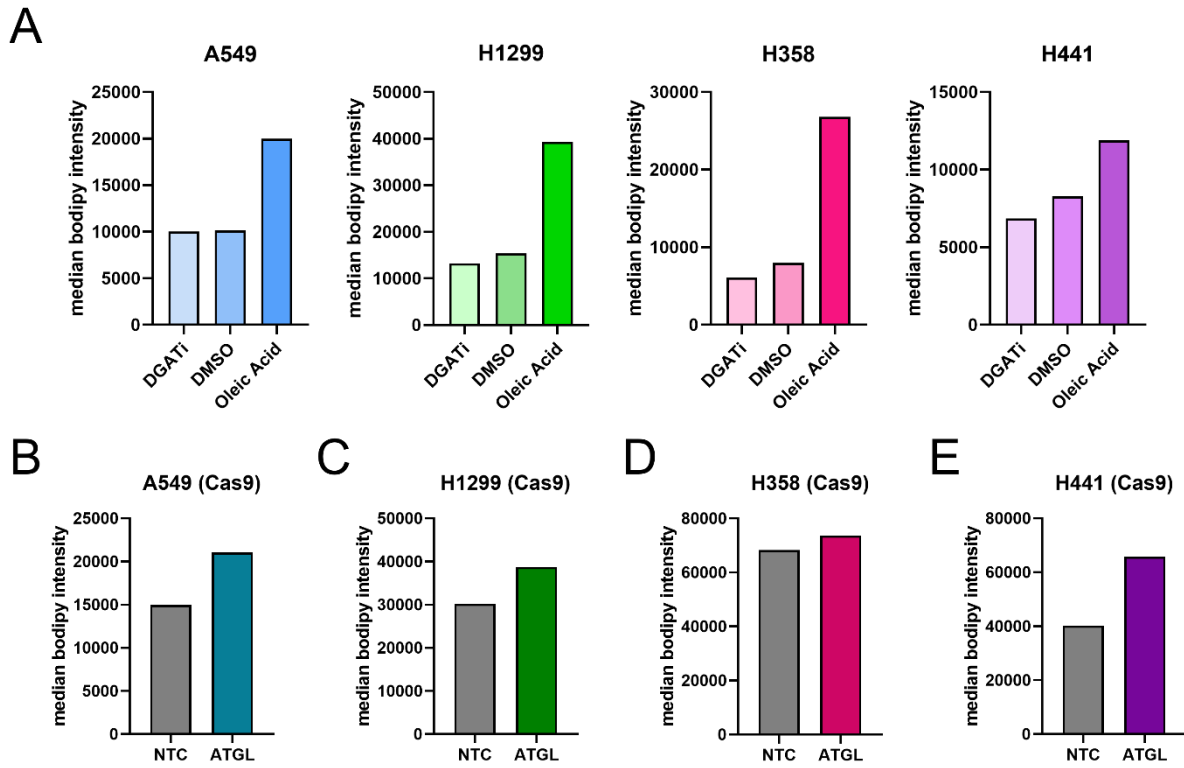 A
A549
median bodipy intensity
25000
20000
15000
10000
5000
0
DGATi
DMSO
Oleic Acid
H1299
median bodipy intensity
50000
40000
30000
20000
10000
0
DGATi
DMSO
Oleic Acid
H358
median bodipy intensity
30000
20000
10000
0
DGATi
DMSO
Oleic Acid
H441
median bodipy intensity
15000
10000
5000
0
DGATi
DMSO
Oleic Acid
B
A549 (Cas9)
median bodipy intensity
25000
20000
15000
10000
5000
0
NTC
ATGL
C
H1299 (Cas9)
median bodipy intensity
50000
40000
30000
20000
10000
0
NTC
ATGL
D
H358 (Cas9)
median bodipy intensity
80000
60000
40000
20000
0
NTC
ATGL
E
H441 (Cas9)
median bodipy intensity
80000
60000
40000
20000
0
NTC
ATGL